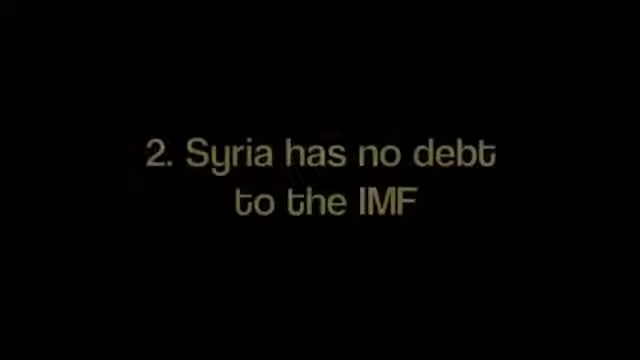 2. Syria has no debt
to the IMF